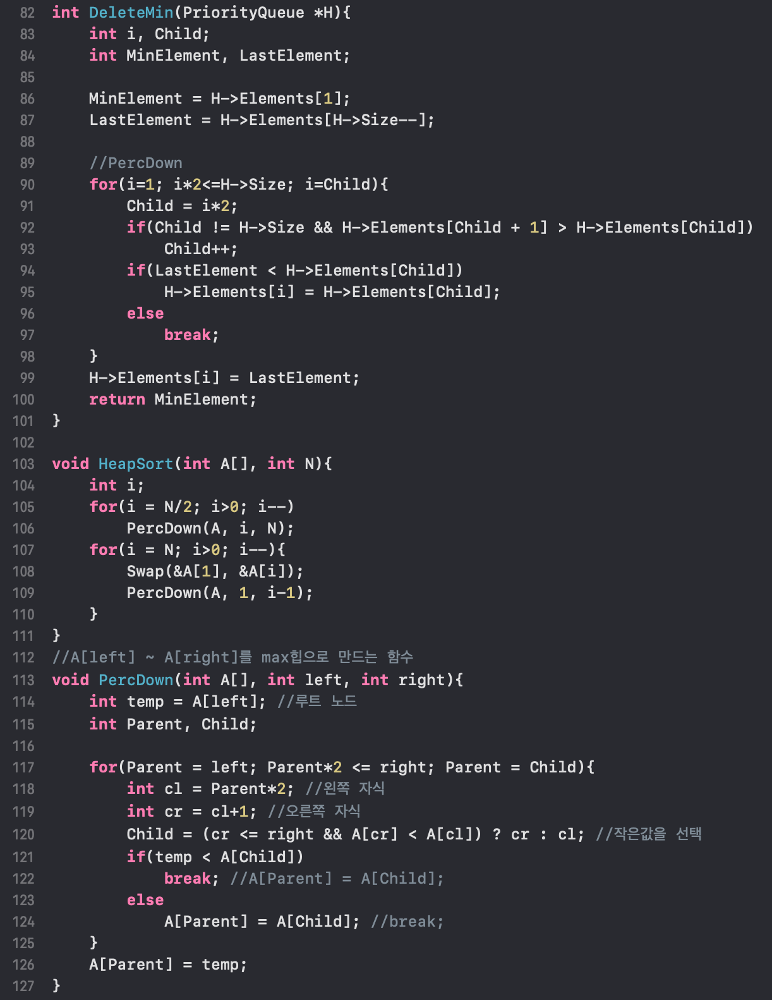 82 int DeleteMin(PriorityQueue *H){
83     int i, Child;
84     int MinElement, LastElement;
85
86     MinElement = H->Elements[1];
87     LastElement = H->Elements[H->Size--];
88
89     //PercDown
90     for(i=1; i*2<=H->Size; i=Child){
91         Child = i*2;
92         if(Child != H->Size && H->Elements[Child + 1] > H->Elements[Child])
93             Child++;
94         if(LastElement < H->Elements[Child])
95             H->Elements[i] = H->Elements[Child];
96         else
97             break;
98     }
99     H->Elements[i] = LastElement;
100     return MinElement;
101 }
102
103 void HeapSort(int A[], int N){
104     int i;
105     for(i = N/2; i>0; i--)
106         PercDown(A, i, N);
107     for(i = N; i>0; i--){
108         Swap(&A[1], &A[i]);
109         PercDown(A, 1, i-1);
110     }
111 }
112 //A[left] ~ A[right]를 max힙으로 만드는 함수
113 void PercDown(int A[], int left, int right){
114     int temp = A[left]; //루트 노드
115     int Parent, Child;
116
117     for(Parent = left; Parent*2 <= right; Parent = Child){
118         int cl = Parent*2; //왼쪽 자식
119         int cr = cl+1; //오른쪽 자식
120         Child = (cr <= right && A[cr] < A[cl]) ? cr : cl; //작은값을 선택
121         if(temp < A[Child])
122             break; //A[Parent] = A[Child];
123         else
124             A[Parent] = A[Child]; //break;
125     }
126     A[Parent] = temp;
127 }